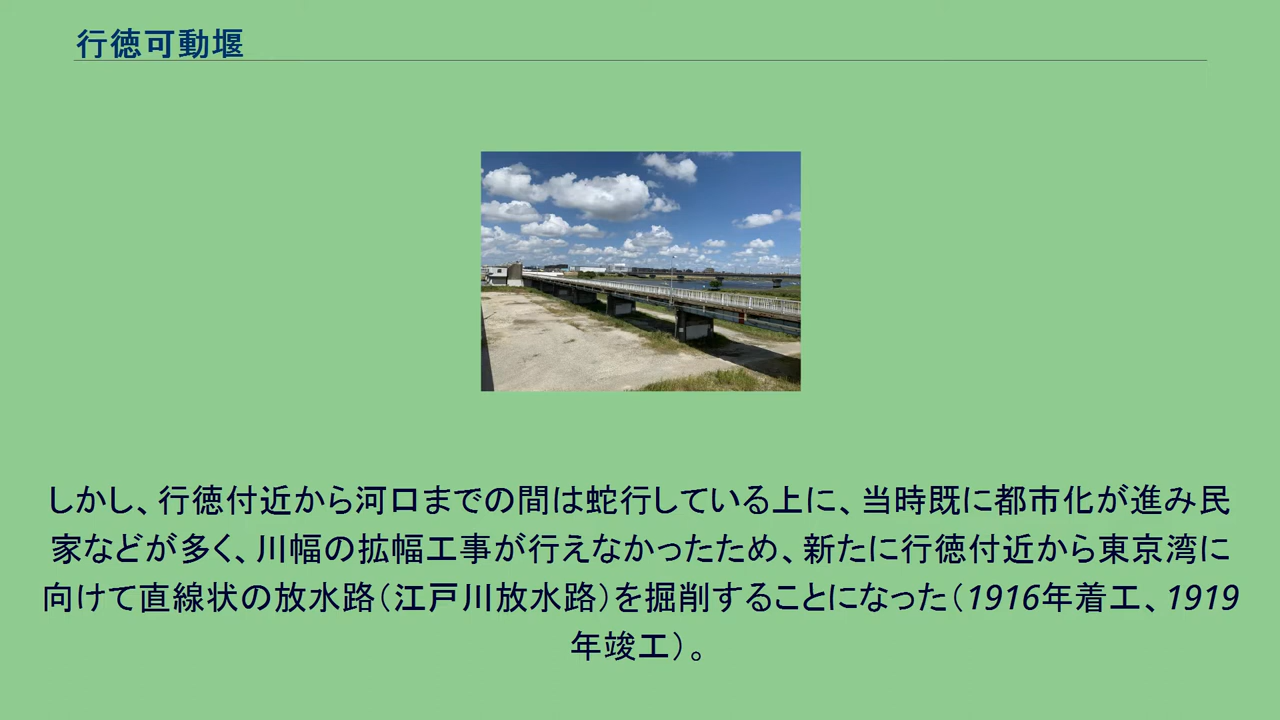 行徳可動堰
しかし、行徳付近から河口までの間は蛇行している上に、当時既に都市化が進み民
家などが多く、川幅の拡幅工事が行えなかったため、新たに行徳付近から東京湾に
向けて直線状の放水路（江戸川放水路）を掘削することになった（1916年着工、1919
年竣工）。